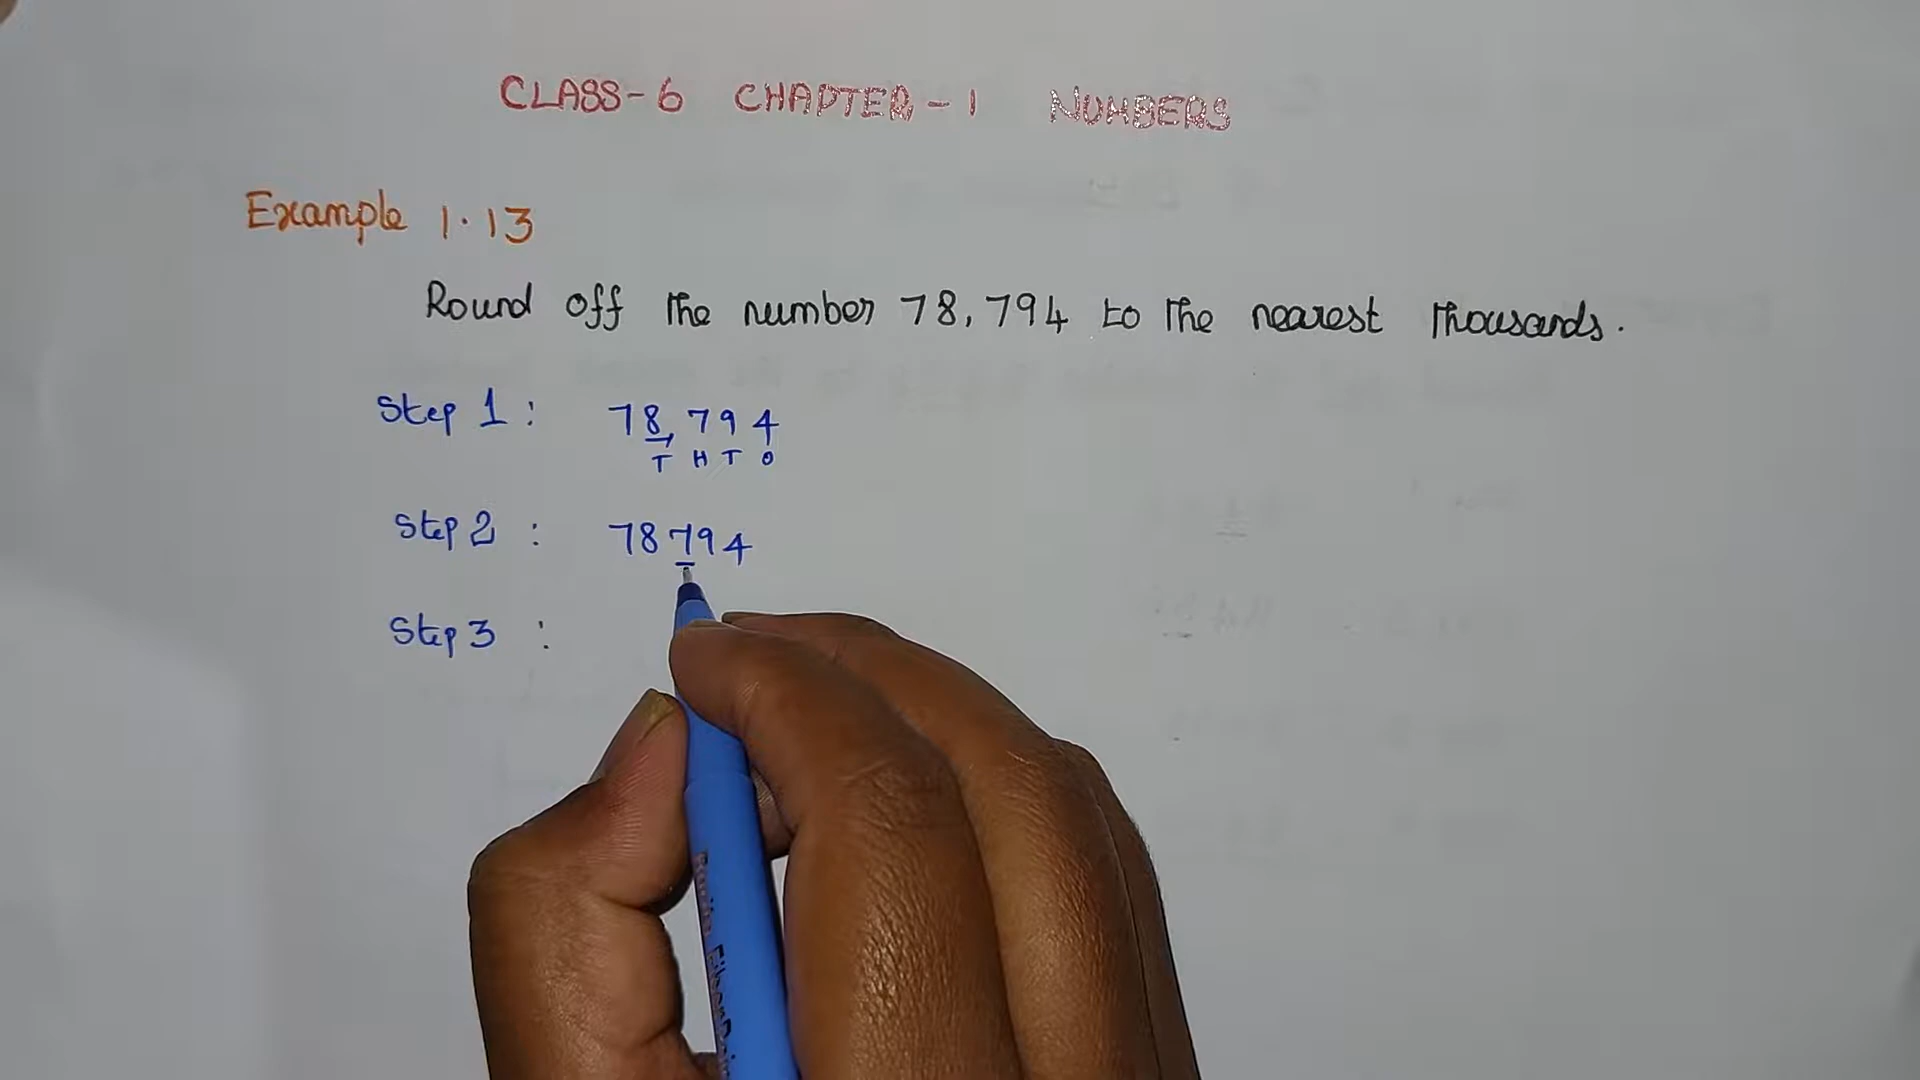 CLASS-6 CHAPTER-1 NUMBERS
Example 1.13
Round off the number 78,794 to the nearest thousands.
Step 1 : 78,794
T H T O
Step 2 : 78794
Step 3 :